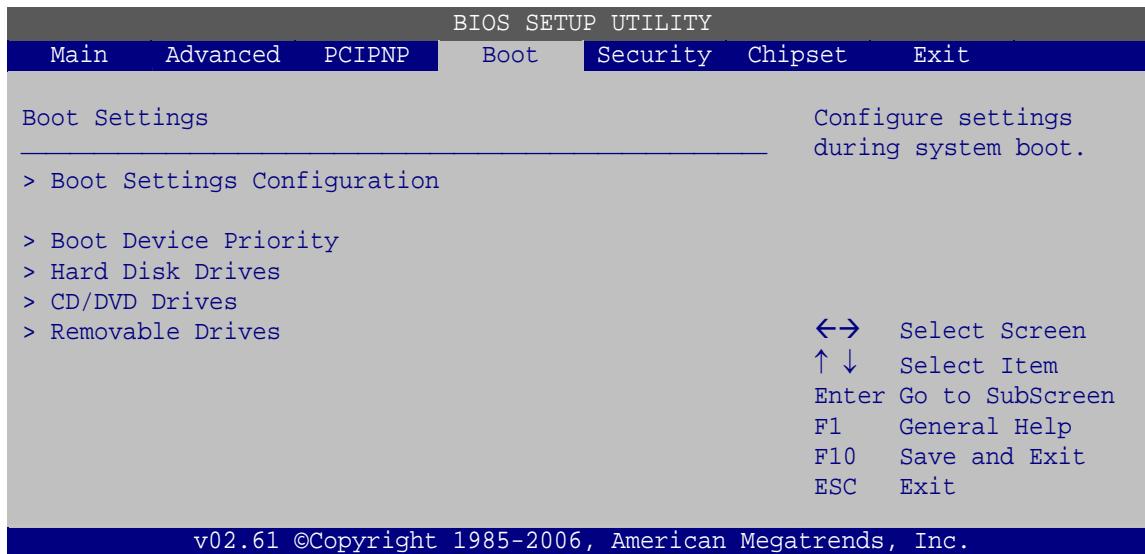 BIOS SETUP UTILITY
Main Advanced PCIPNP Boot Security Chipset Exit
Boot Settings
> Boot Settings Configuration
> Boot Device Priority
> Hard Disk Drives
> CD/DVD Drives
> Removable Drives
Configure settings
during system boot.
←→ Select Screen
↑ ↓ Select Item
Enter Go to SubScreen
F1 General Help
F10 Save and Exit
ESC Exit
v02.61 ©Copyright 1985-2006, American Megatrends, Inc.